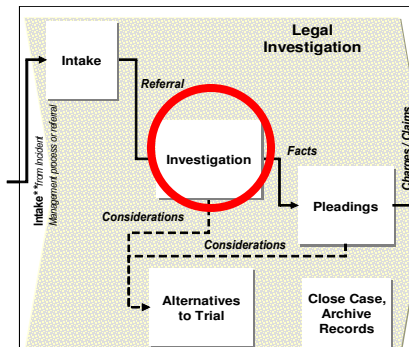 Legal
Investigation
Intake
Referral
Intake**from Incident
Management process or referral
Investigation
Facts
Charges / Claims
Pleadings
Considerations
Considerations
Alternatives
to Trial
Close Case,
Archive
Records